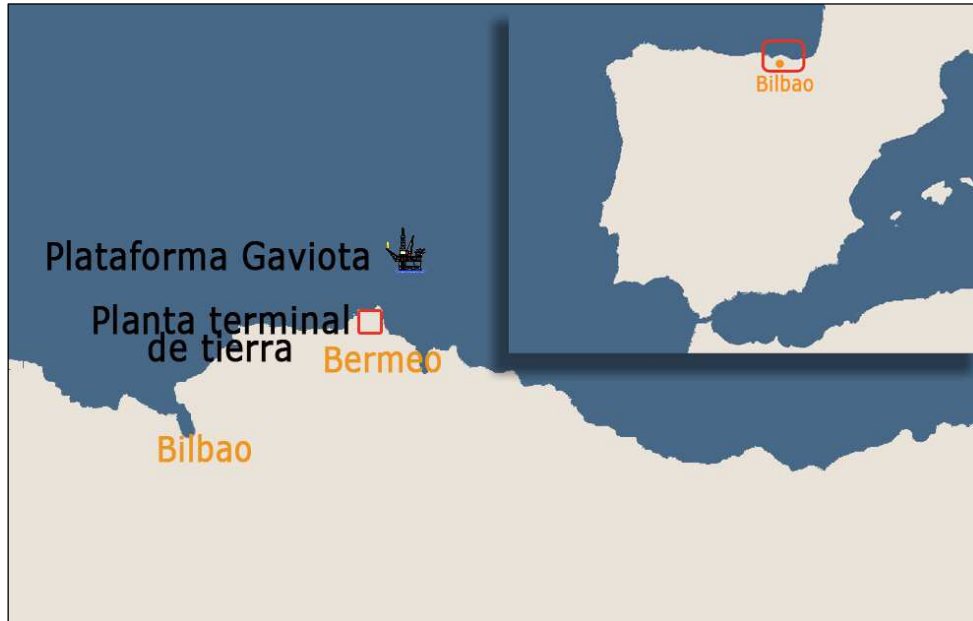 Bilbao
Plataforma Gaviota
Planta terminal
de tierra
Bermeo
Bilbao